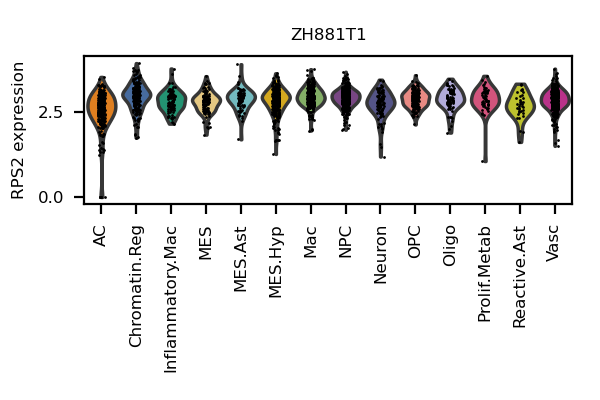 ZH881T1
RPS2 expression
2.5
0.0
AC
Chromatin.Reg
Inflammatory.Mac
MES
MES.Ast
MES.Hyp
Mac
NPC
Neuron
OPC
Oligo
Prolif.Metab
Reactive.Ast
Vasc